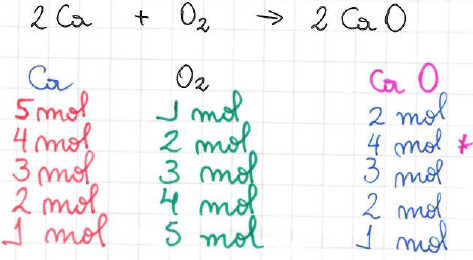 2 Ca + O₂ → 2 CaO
Ca O₂ CaO
5 mol 1 mol 2 mol
4 mol 2 mol 4 mol *
3 mol 3 mol 3 mol
2 mol 4 mol 2 mol
1 mol 5 mol 1 mol